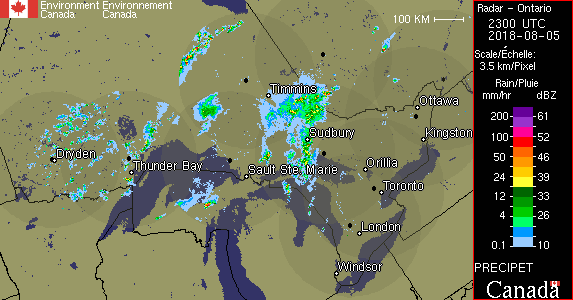 Environment Environnement
Canada Canada
100 KM
Timmins
Ottawa
Sudbury
Kingston
Dryden
Thunder Bay
Sault Ste. Marie
Orillia
Toronto
London
Windsor
Radar - Ontario
2300 UTC
2018-08-05
Scale/Échelle:
3.5 km/Pixel
Rain/Pluie
mm/hr dBZ
200 61
100 52
50 46
24 39
12 33
4 26
0.1 10
PRECIPET
Canada